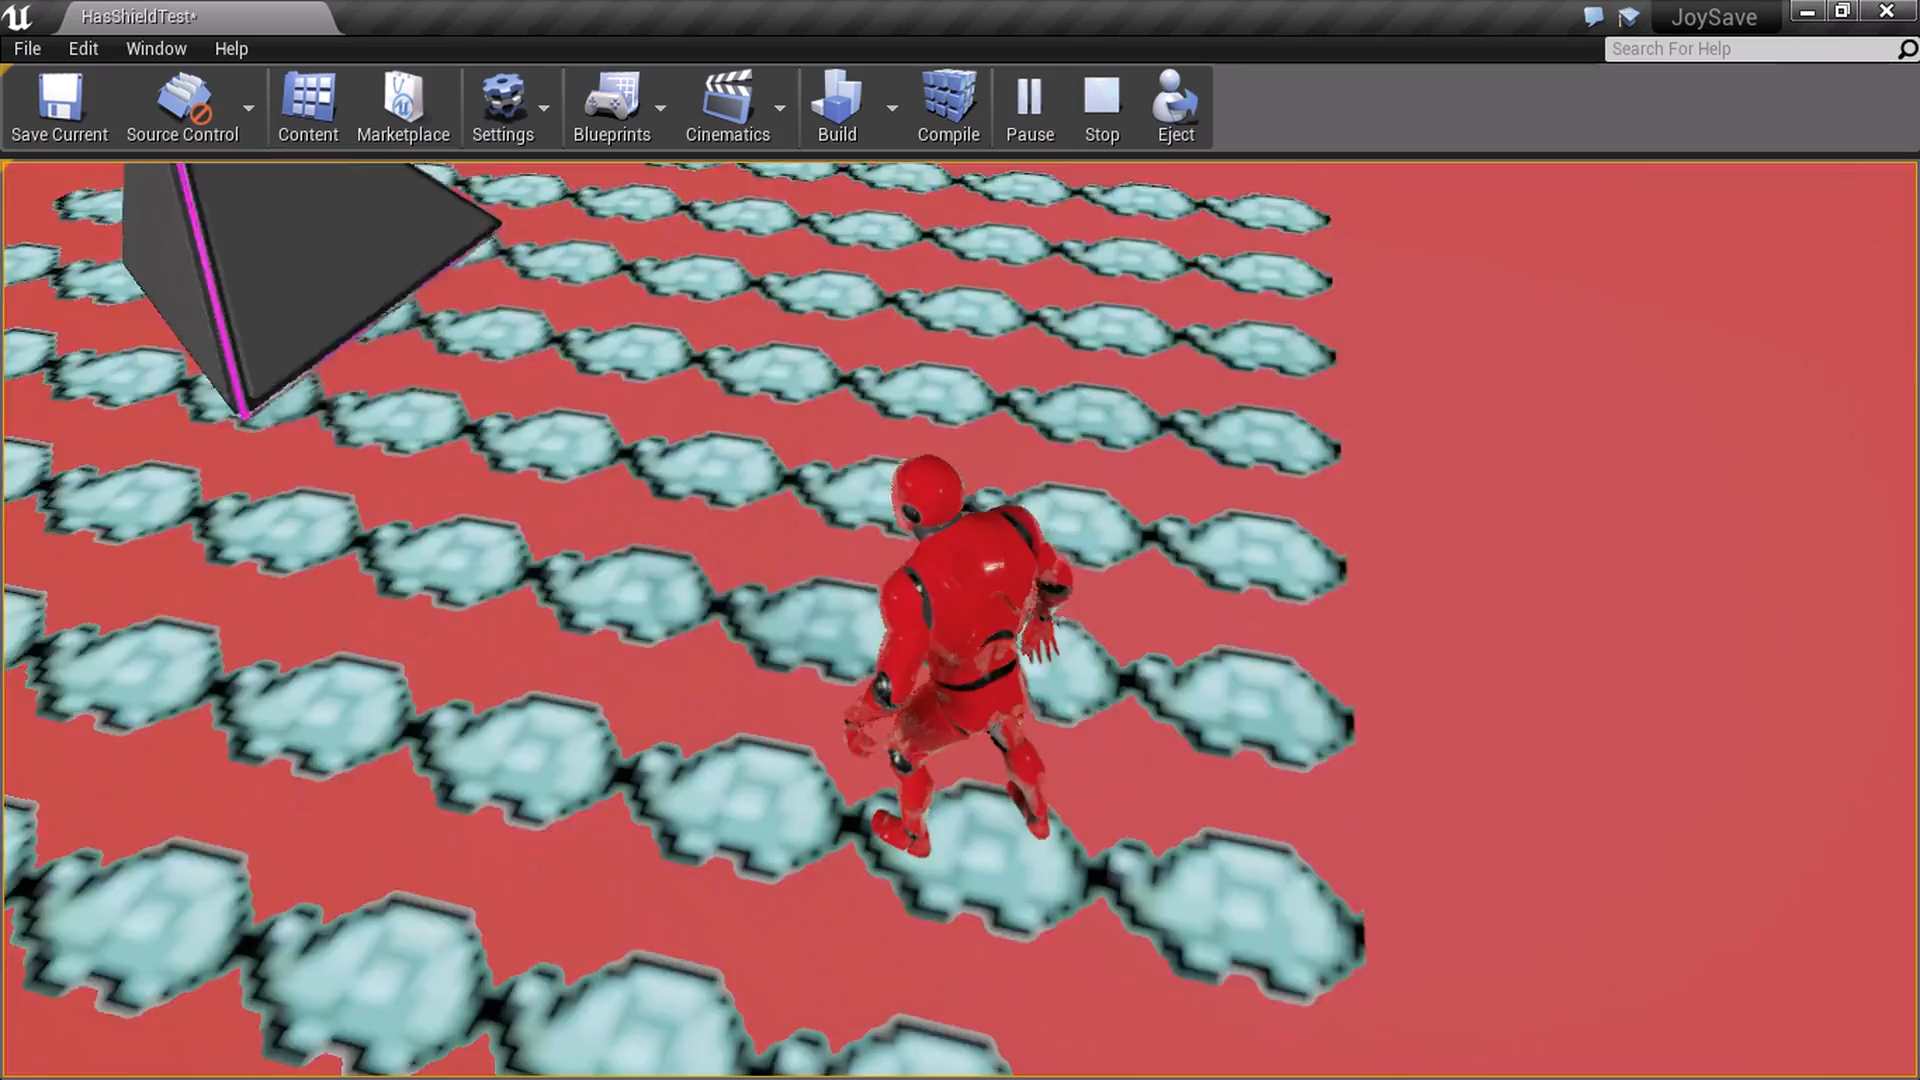 HasShieldTest*
JoySave
File Edit Window Help
Search For Help
Save Current Source Control Content Marketplace Settings Blueprints Cinematics Build Compile Pause Stop Eject